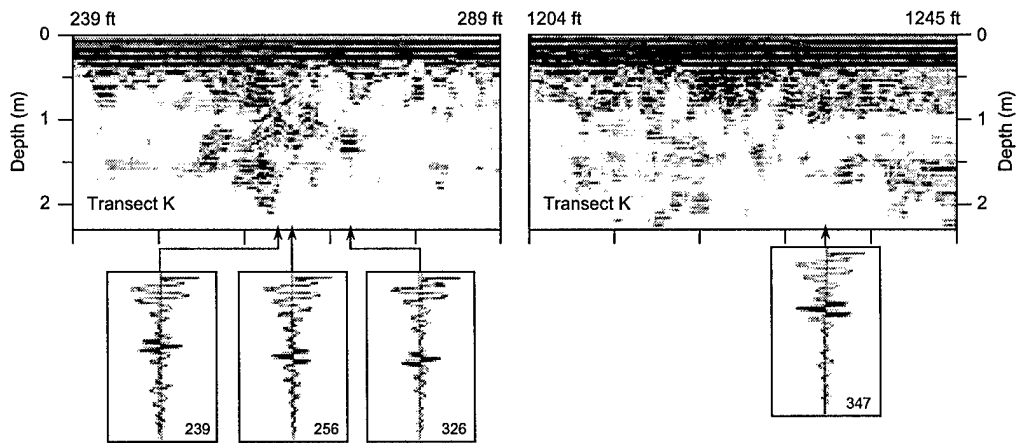 239 ft 289 ft 1204 ft 1245 ft
0 0
Depth (m) 1 1 Depth (m)
2 Transect K Transect K 2
239 256 326 347